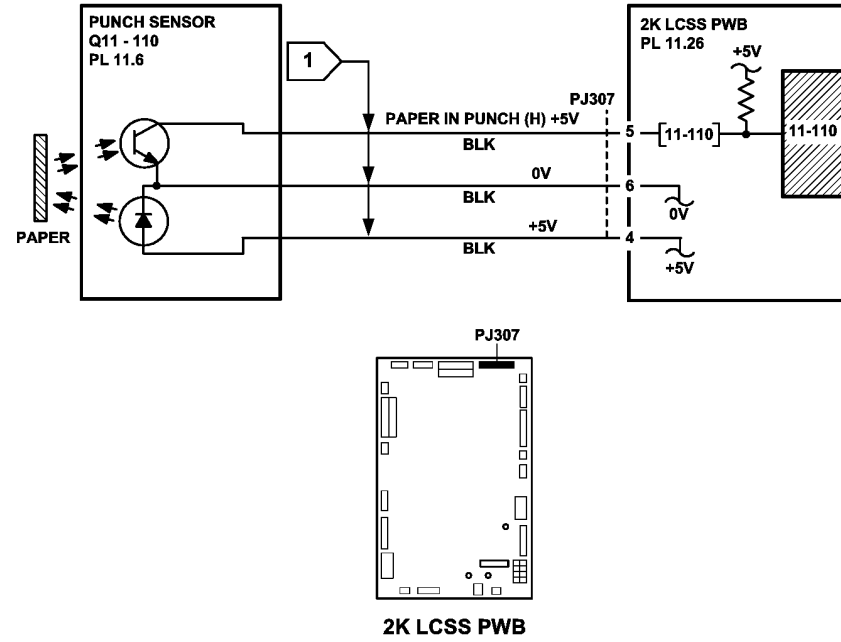 PUNCH SENSOR
Q11 - 110
PL 11.6
1
2K LCSS PWB
PL 11.26
+5V
PJ307
PAPER IN PUNCH (H) +5V
BLK
5
[11-110]
11-110
0V
BLK
6
0V
+5V
BLK
4
+5V
PAPER
PJ307
2K LCSS PWB